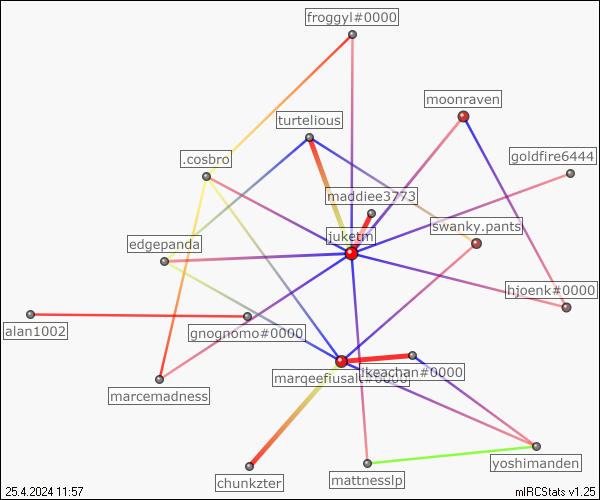 froggyl#0000
moonraven
turtelious
goldfire6444
.cosbro
maddiee3773
swanky.pants
juketm
edgepanda
hjoenk#0000
alan1002
gnognomo#0000
ikeachan#0000
marqeefiusalt#0000
marcemadness
yoshimanden
mattnesslp
chunkzter
25.4.2024 11:57
mIRCStats v1.25